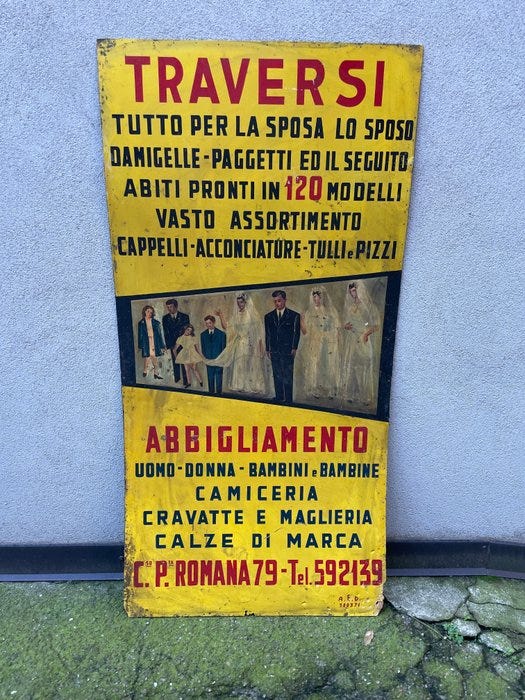 TRAVERSI
TUTTO PER LA SPOSA LO SPOSO
DAMIGELLE-PAGGETTI ED IL SEGUITO
ABITI PRONTI IN 120 MODELLI
VASTO ASSORTIMENTO
CAPPELLI-ACCONCIATURE-TULLI e PIZZI
ABBIGLIAMENTO
UOMO-DONNA-BAMBINI e BAMBINE
CAMICERIA
CRAVATTE E MAGLIERIA
CALZE DI MARCA
C.so P.ta ROMANA 79-Tel. 592139
A.E.D.